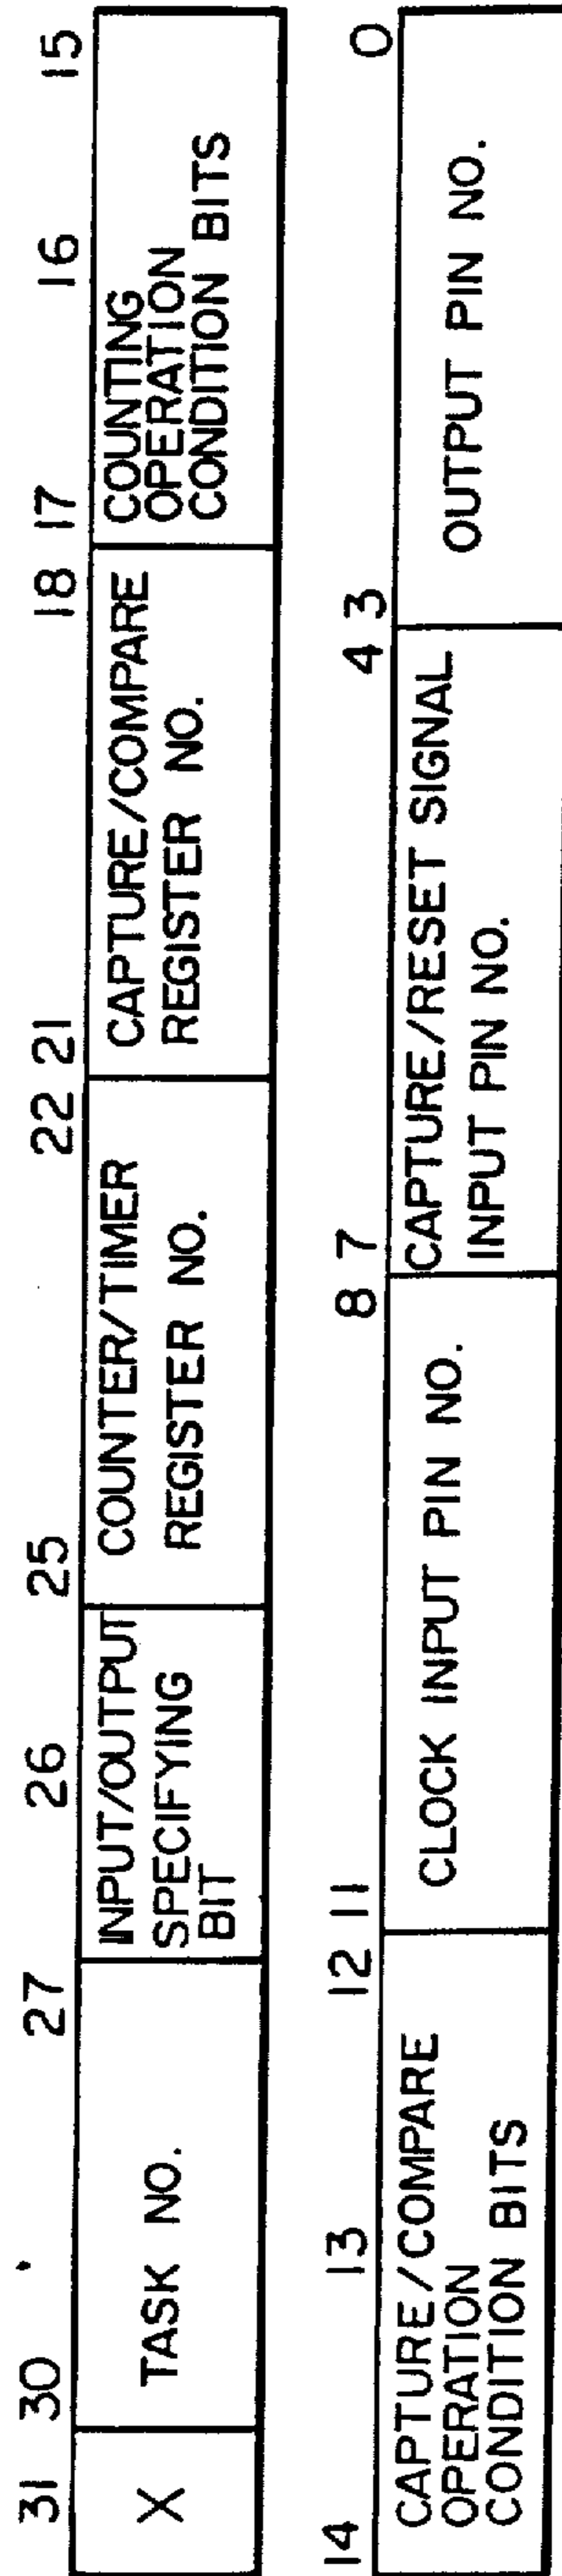 31 30 27 26 25 22 21 18 17 16 15
X
TASK NO.
INPUT/OUTPUT
SPECIFYING
BIT
COUNTER/TIMER
REGISTER NO.
CAPTURE/COMPARE
REGISTER NO.
COUNTING
OPERATION
CONDITION BITS
14 13 12 11 8 7 4 3 0
CAPTURE/COMPARE
OPERATION
CONDITION BITS
CLOCK INPUT PIN NO.
CAPTURE/RESET SIGNAL
INPUT PIN NO.
OUTPUT PIN NO.